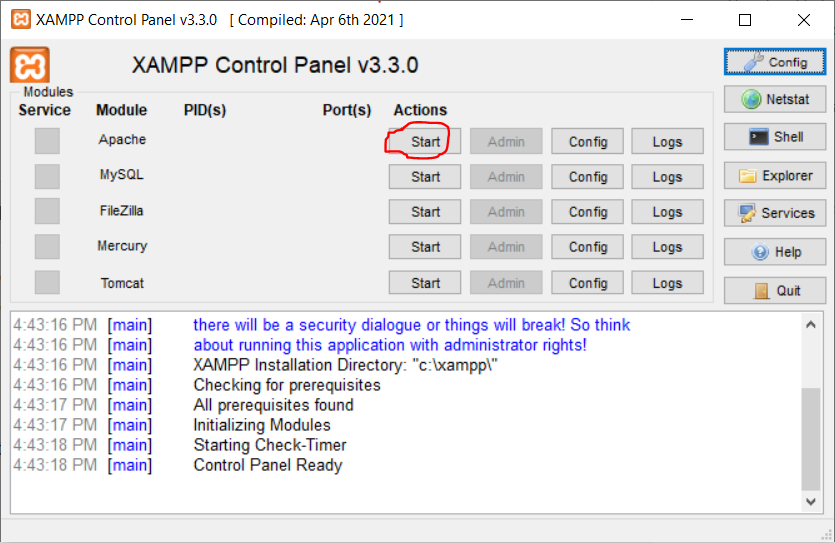 XAMPP Control Panel v3.3.0 [ Compiled: Apr 6th 2021 ]
XAMPP Control Panel v3.3.0
Config
Modules
Service Module PID(s) Port(s) Actions
Netstat
Apache Start Admin Config Logs
Shell
MySQL Start Admin Config Logs
Explorer
FileZilla Start Admin Config Logs
Services
Mercury Start Admin Config Logs
Help
Tomcat Start Admin Config Logs
Quit
4:43:16 PM [main] there will be a security dialogue or things will break! So think
4:43:16 PM [main] about running this application with administrator rights!
4:43:16 PM [main] XAMPP Installation Directory: "c:\xampp\"
4:43:16 PM [main] Checking for prerequisites
4:43:17 PM [main] All prerequisites found
4:43:17 PM [main] Initializing Modules
4:43:18 PM [main] Starting Check-Timer
4:43:18 PM [main] Control Panel Ready